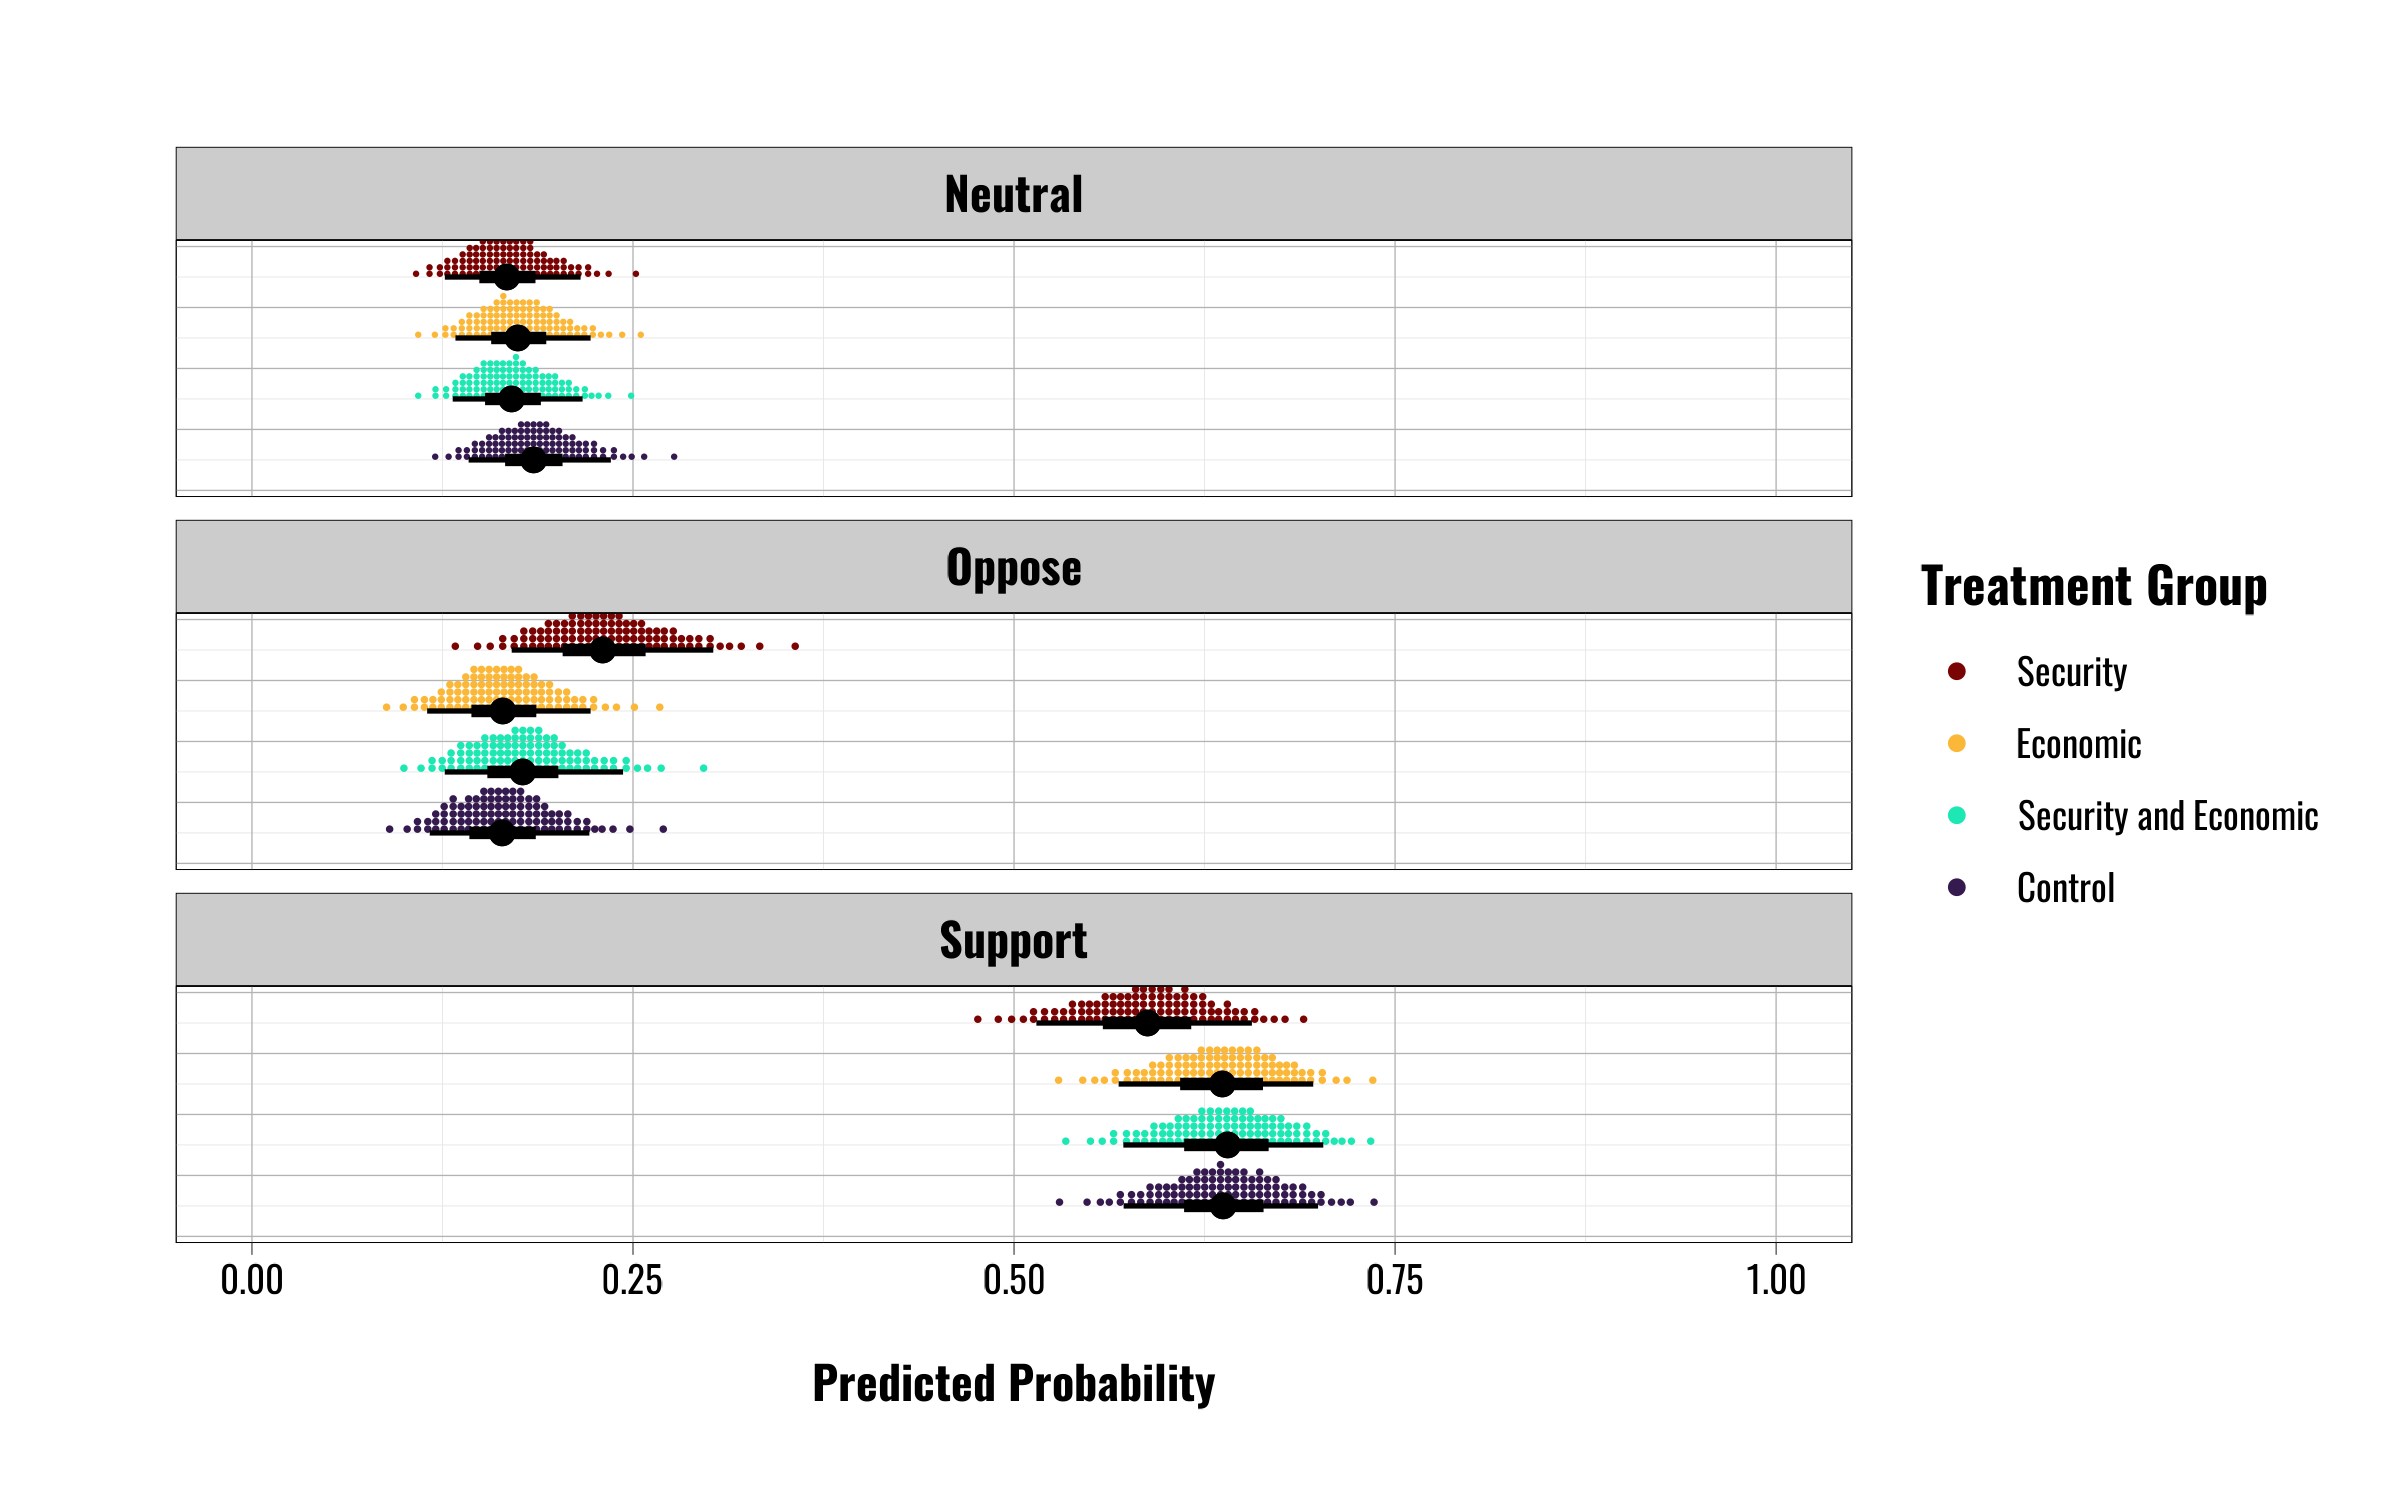 Neutral
Oppose
Support
0.00
0.25
0.50
0.75
1.00
Predicted Probability
Treatment Group
Security
Economic
Security and Economic
Control